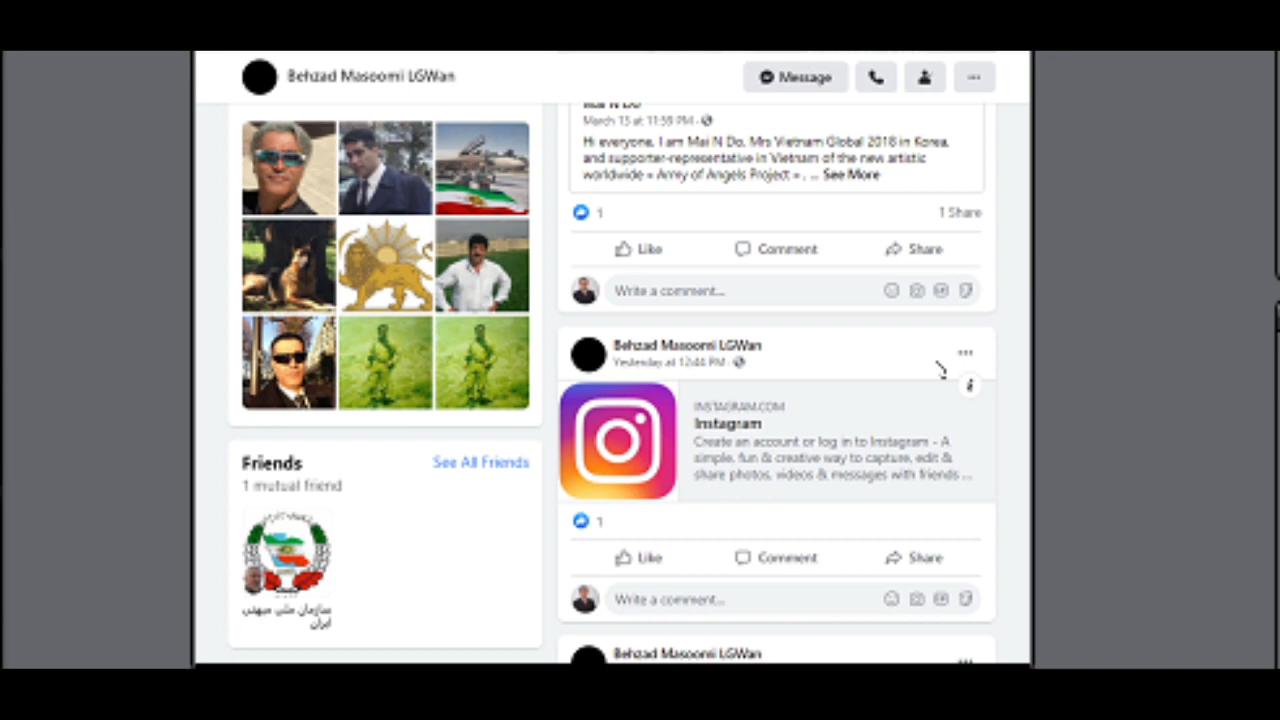 Behzad Masoomi LGWan
Message
Mai N Do
March 13 at 11:59 PM
Hi everyone, I am Mai N Do, Mrs Vietnam Global 2018 in Korea,
and supporter-representative in Vietnam of the new artistic
worldwide « Army of Angels Project » , ... See More
1
1 Share
Like Comment Share
Write a comment...
Behzad Masoomi LGWan
Yesterday at 12:44 PM
INSTAGRAM.COM
Instagram
Create an account or log in to Instagram - A
simple, fun & creative way to capture, edit &
share photos, videos & messages with friends ...
1
Like Comment Share
Write a comment...
Behzad Masoomi LGWan
Friends
See All Friends
1 mutual friend
سازمان ملی میهنی
ایران